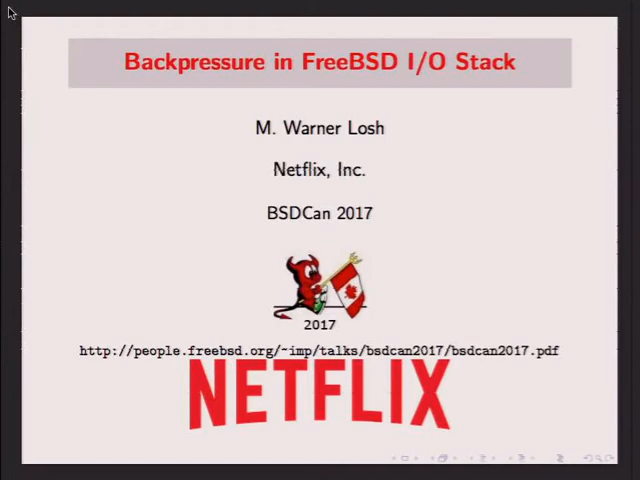 Backpressure in FreeBSD I/O Stack
M. Warner Losh
Netflix, Inc.
BSDCan 2017
2017
http://people.freebsd.org/~imp/talks/bsdcan2017/bsdcan2017.pdf
NETFLIX